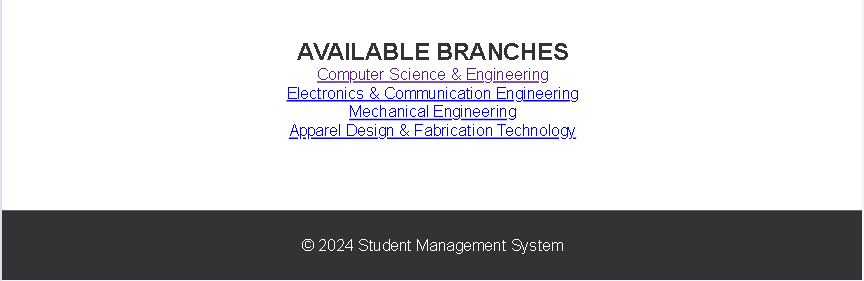 AVAILABLE BRANCHES
Computer Science & Engineering
Electronics & Communication Engineering
Mechanical Engineering
Apparel Design & Fabrication Technology
© 2024 Student Management System